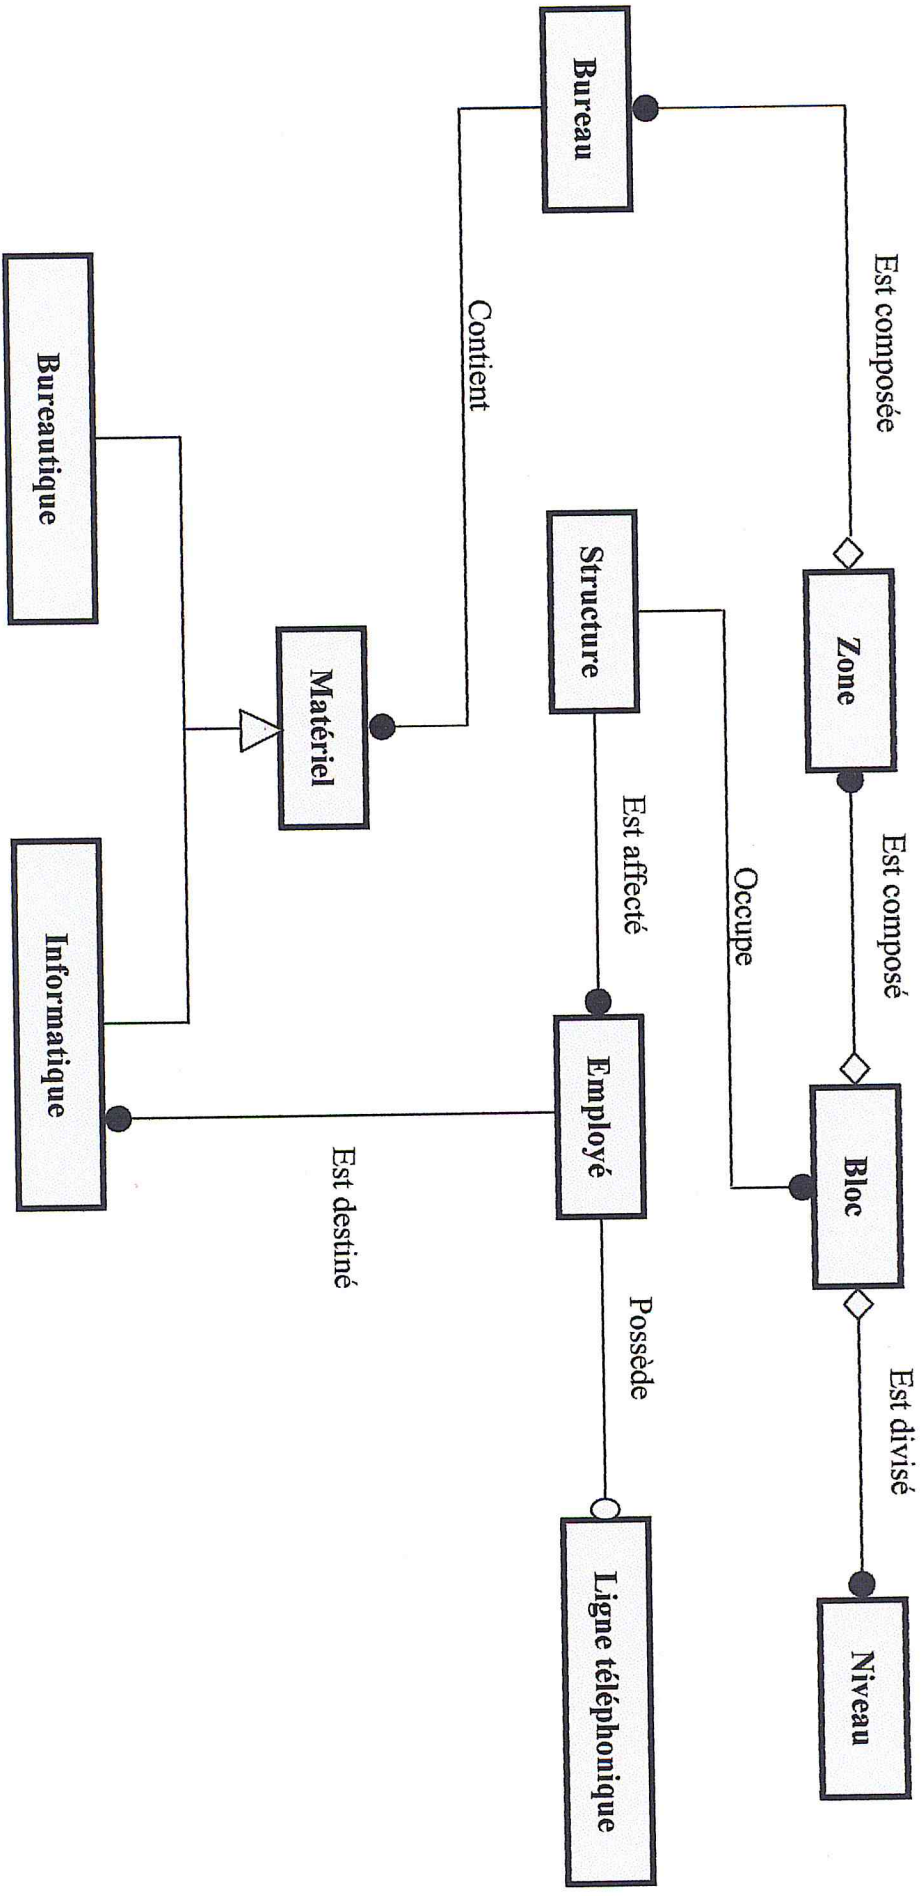 Est composée
Est composé
Est divisé
Zone
Bloc
Niveau
Occupe
Bureau
Structure
Est affecté
Employé
Possède
Ligne téléphonique
Contient
Matériel
Est destiné
Bureautique
Informatique